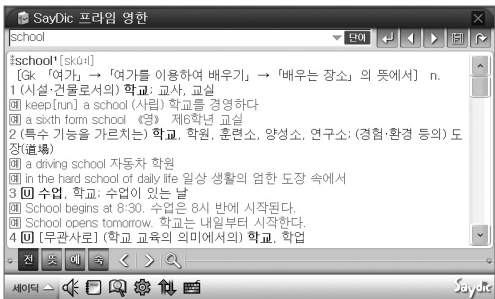 SayDic 프라임 영한
school 단어
‡school¹ [skúːl]
[Gk 「여가」 → 「여가를 이용하여 배우기」 → 「배우는 장소」의 뜻에서] n.
1 (시설·건물로서의) 학교; 교사, 교실
예 keep[run] a school (사립) 학교를 경영하다
예 a sixth form school 《영》 제6학년 교실
2 (특수 기능을 가르치는) 학교, 학원, 훈련소, 양성소, 연구소; (경험·환경 등의) 도
장(道場)
예 a driving school 자동차 학원
예 in the hard school of daily life 일상 생활의 엄한 도장 속에서
3 U 수업, 학교; 수업이 있는 날
예 School begins at 8:30. 수업은 8시 반에 시작된다.
예 School opens tomorrow. 학교는 내일부터 시작한다.
4 U [무관사로] (학교 교육의 의미에서의) 학교, 학업
전 뜻 예 숙
세이딕 Saydic